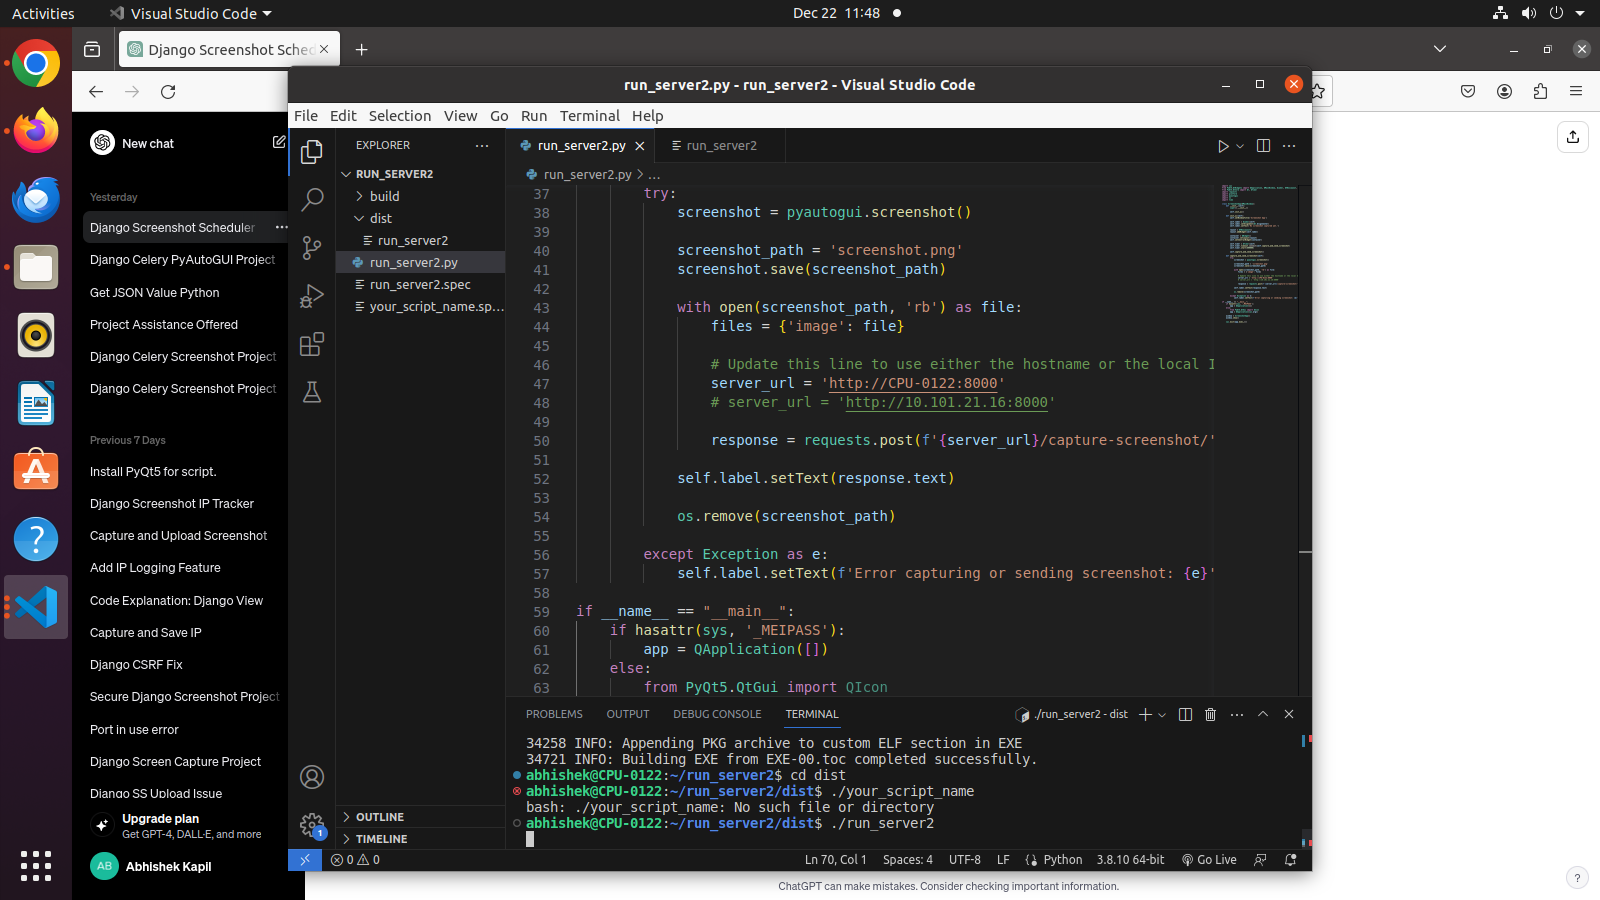 Activities
Visual Studio Code
Dec 22 11:48
Django Screenshot Sched
run_server2.py - run_server2 - Visual Studio Code
File Edit Selection View Go Run Terminal Help
New chat
Yesterday
Django Screenshot Scheduler
Django Celery PyAutoGUI Project
Get JSON Value Python
Project Assistance Offered
Django Celery Screenshot Project
Django Celery Screenshot Project
Previous 7 Days
Install PyQt5 for script.
Django Screenshot IP Tracker
Capture and Upload Screenshot
Add IP Logging Feature
Code Explanation: Django View
Capture and Save IP
Django CSRF Fix
Secure Django Screenshot Project
Port in use error
Django Screen Capture Project
Django SS Upload Issue
Upgrade plan
Get GPT-4, DALL·E, and more
AB Abhishek Kapil
EXPLORER
RUN_SERVER2
build
dist
run_server2
run_server2.py
run_server2.spec
your_script_name.sp...
OUTLINE
TIMELINE
run_server2.py
run_server2
run_server2.py > ...
37 try:
38 screenshot = pyautogui.screenshot()
39
40 screenshot_path = 'screenshot.png'
41 screenshot.save(screenshot_path)
42
43 with open(screenshot_path, 'rb') as file:
44 files = {'image': file}
45
46 # Update this line to use either the hostname or the local I
47 server_url = 'http://CPU-0122:8000'
48 # server_url = 'http://10.101.21.16:8000'
49
50 response = requests.post(f'{server_url}/capture-screenshot/'
51
52 self.label.setText(response.text)
53
54 os.remove(screenshot_path)
55
56 except Exception as e:
57 self.label.setText(f'Error capturing or sending screenshot: {e}'
58
59 if __name__ == "__main__":
60 if hasattr(sys, '_MEIPASS'):
61 app = QApplication([])
62 else:
63 from PyQt5.QtGui import QIcon
PROBLEMS OUTPUT DEBUG CONSOLE TERMINAL
./run_server2 - dist
34258 INFO: Appending PKG archive to custom ELF section in EXE
34721 INFO: Building EXE from EXE-00.toc completed successfully.
abhishek@CPU-0122:~/run_server2$ cd dist
abhishek@CPU-0122:~/run_server2/dist$ ./your_script_name
bash: ./your_script_name: No such file or directory
abhishek@CPU-0122:~/run_server2/dist$ ./run_server2
1
0 0
Ln 70, Col 1 Spaces: 4 UTF-8 LF Python 3.8.10 64-bit Go Live
ChatGPT can make mistakes. Consider checking important information.
?